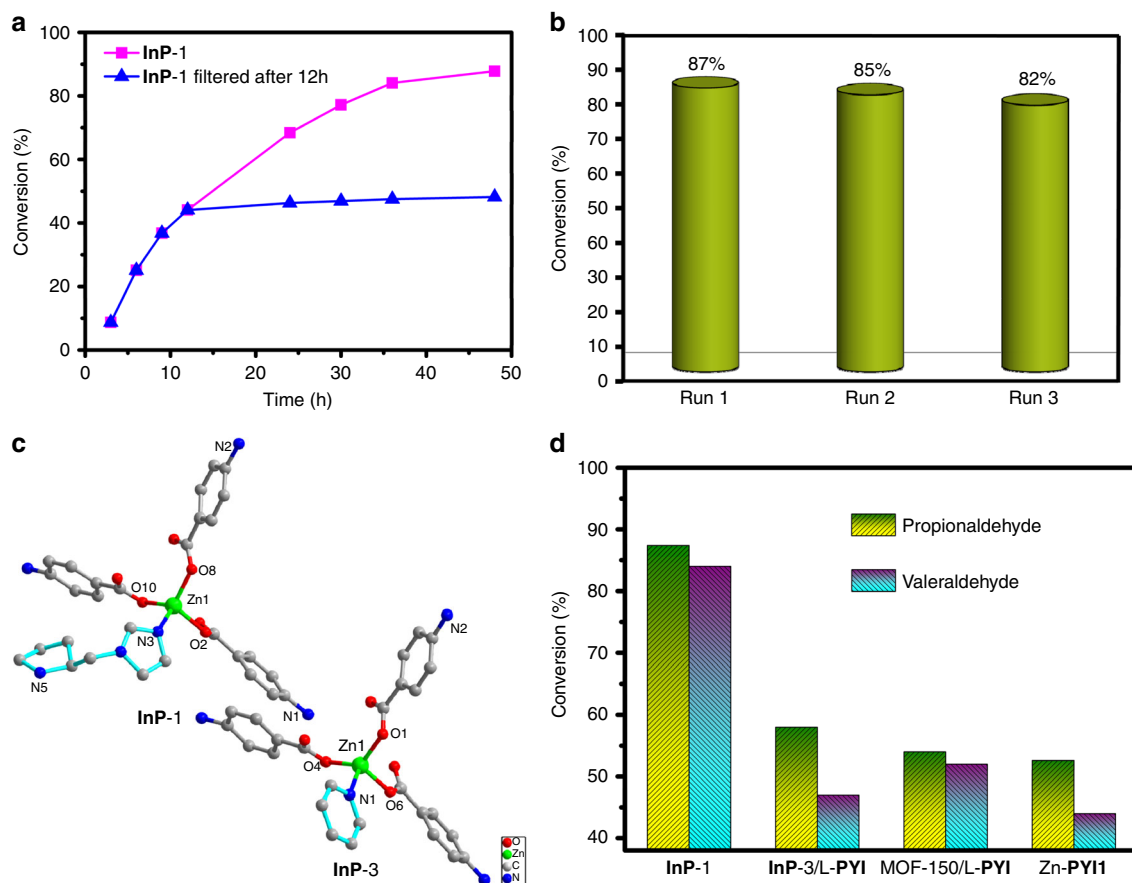 a
InP-1
InP-1 filtered after 12h
Conversion (%)
100
80
60
40
20
0
0
10
20
30
40
50
Time (h)
b
Conversion (%)
100
90
80
70
60
50
40
30
20
10
0
87%
85%
82%
Run 1
Run 2
Run 3
c
N2
O10
O8
Zn1
N3
O2
N5
N1
InP-1
N2
Zn1
O1
O4
N1
O6
InP-3
O
Zn
C
N
d
Conversion (%)
100
90
80
70
60
50
40
Propionaldehyde
Valeraldehyde
InP-1
InP-3/L-PYI
MOF-150/L-PYI
Zn-PYI1